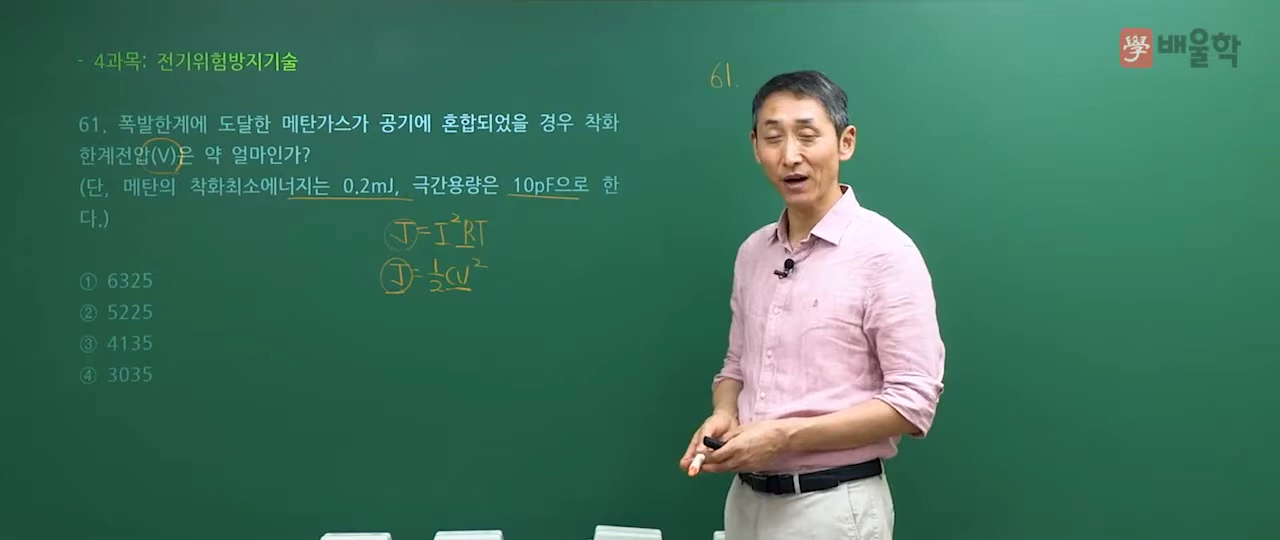 學 배울학
- 4과목: 전기위험방지기술
61.
61. 폭발한계에 도달한 메탄가스가 공기에 혼합되었을 경우 착화
한계전압(V)은 약 얼마인가?
(단, 메탄의 착화최소에너지는 0.2mJ, 극간용량은 10pF으로 한
다.)
J=I²RT
J=½CV²
① 6325
② 5225
③ 4135
④ 3035